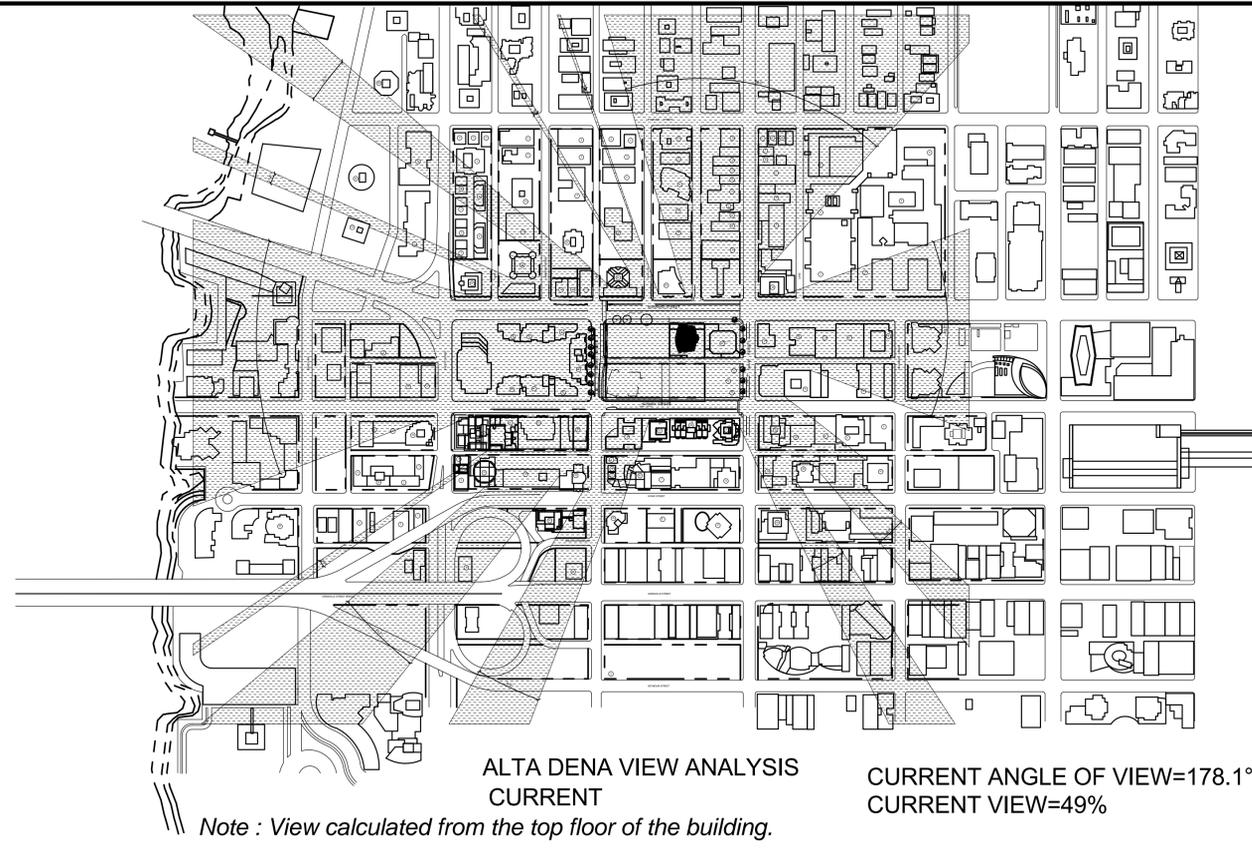 ALTA DENA VIEW ANALYSIS
CURRENT
Note : View calculated from the top floor of the building.
CURRENT ANGLE OF VIEW=178.1°
CURRENT VIEW=49%